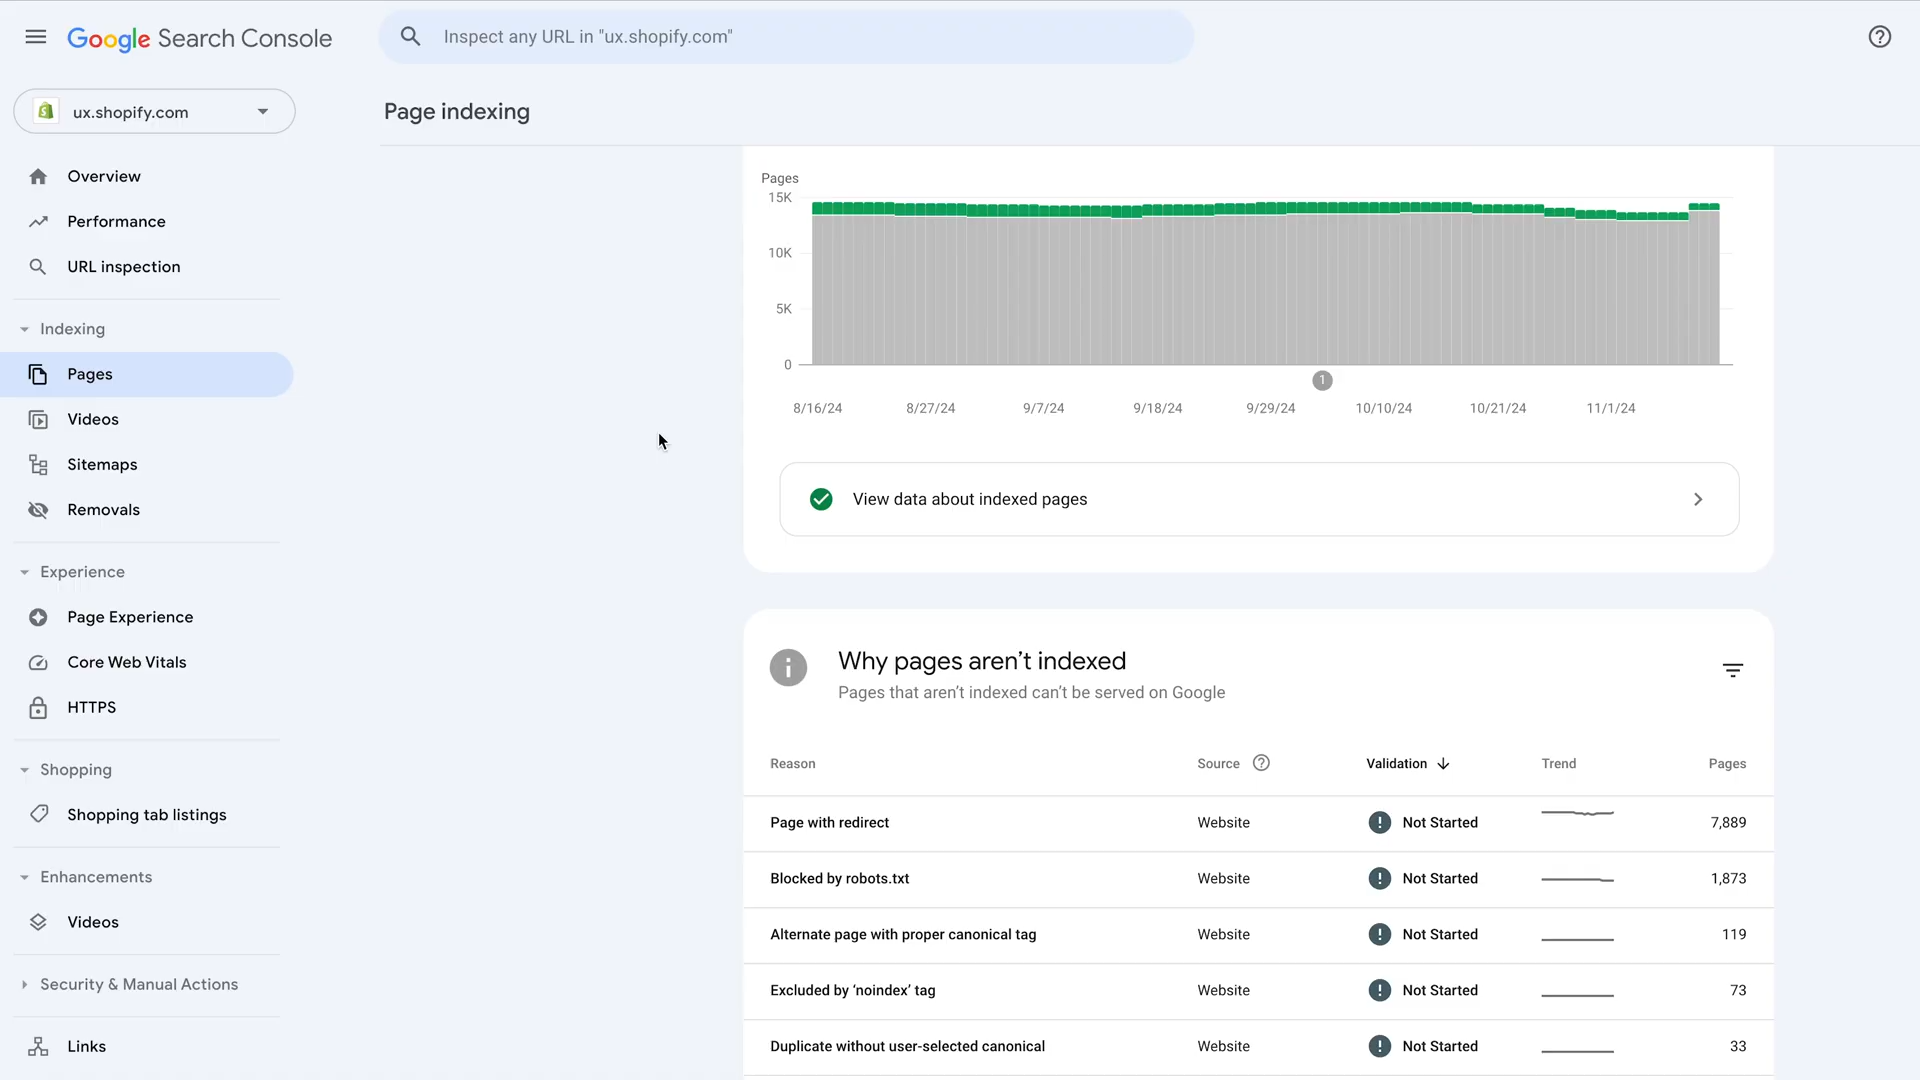 Google Search Console
Inspect any URL in "ux.shopify.com"
ux.shopify.com
Page indexing
Overview
Performance
URL inspection
Indexing
Pages
Videos
Sitemaps
Removals
Experience
Page Experience
Core Web Vitals
HTTPS
Shopping
Shopping tab listings
Enhancements
Videos
Security & Manual Actions
Links
Pages
15K
10K
5K
0
1
8/16/24 8/27/24 9/7/24 9/18/24 9/29/24 10/10/24 10/21/24 11/1/24
View data about indexed pages
Why pages aren’t indexed
Pages that aren’t indexed can’t be served on Google
Reason Source Validation Trend Pages
Page with redirect Website Not Started 7,889
Blocked by robots.txt Website Not Started 1,873
Alternate page with proper canonical tag Website Not Started 119
Excluded by ‘noindex’ tag Website Not Started 73
Duplicate without user-selected canonical Website Not Started 33